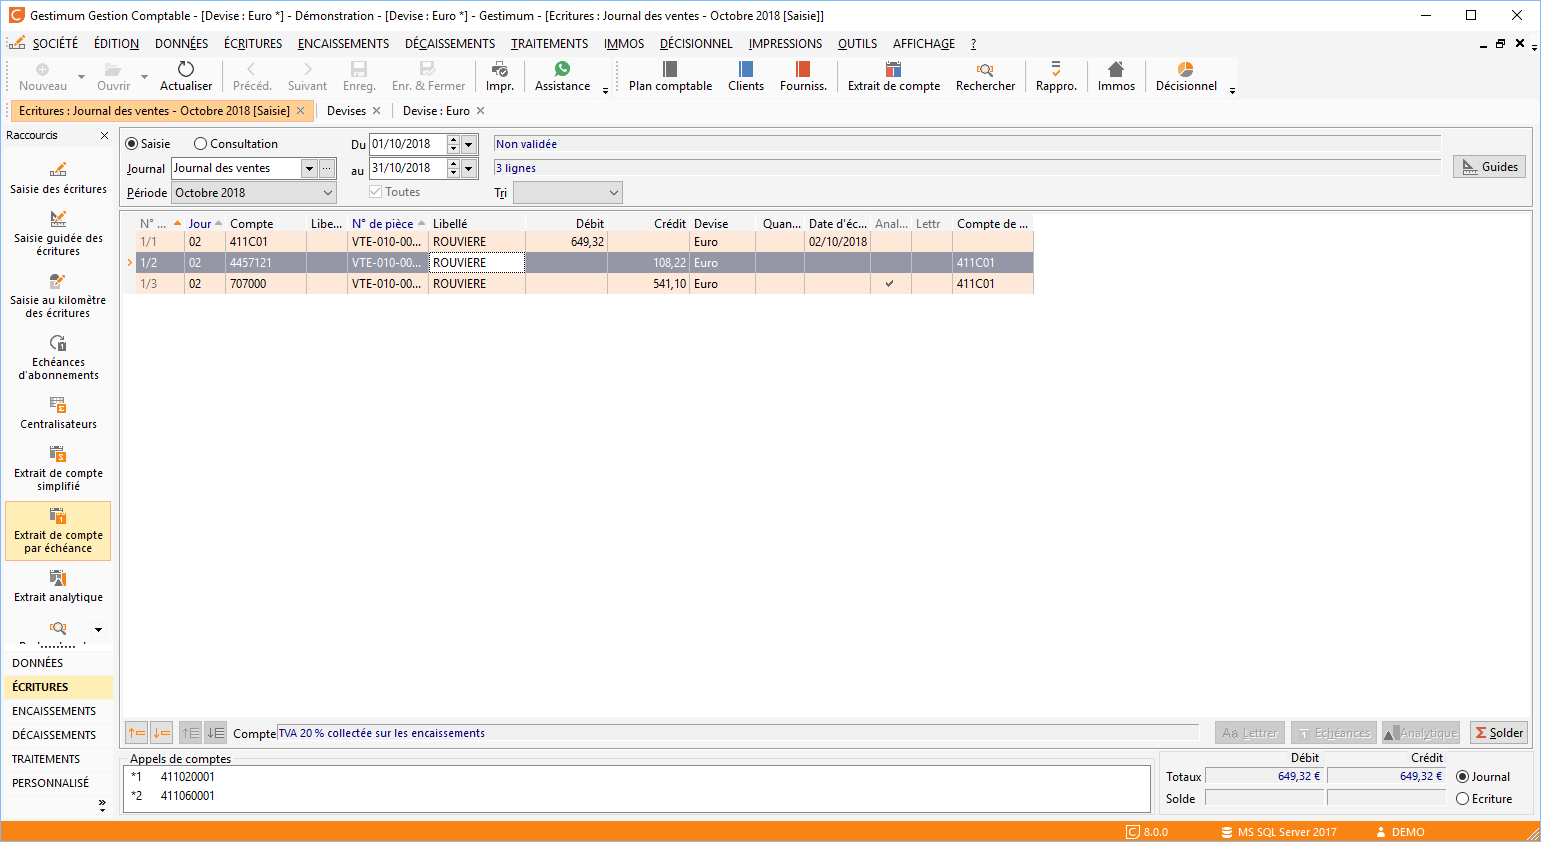 Gestimum Gestion Comptable - [Devise : Euro *] - Démonstration - [Devise : Euro *] - Gestimum - [Ecritures : Journal des ventes - Octobre 2018 [Saisie]]
SOCIÉTÉ ÉDITION DONNÉES ÉCRITURES ENCAISSEMENTS DÉCAISSEMENTS TRAITEMENTS IMMOS DÉCISIONNEL IMPRESSIONS OUTILS AFFICHAGE ?
Nouveau Ouvrir Actualiser Précéd. Suivant Enreg. Enr. & Fermer Impr. Assistance Plan comptable Clients Fourniss. Extrait de compte Rechercher Rappro. Immos Décisionnel
Ecritures : Journal des ventes - Octobre 2018 [Saisie] Devises Devise : Euro
Raccourcis
Saisie des écritures
Saisie guidée des
écritures
Saisie au kilomètre
des écritures
Echéances
d'abonnements
Centralisateurs
Extrait de compte
simplifié
Extrait de compte
par échéance
Extrait analytique
DONNÉES
ÉCRITURES
ENCAISSEMENTS
DÉCAISSEMENTS
TRAITEMENTS
PERSONNALISÉ
Saisie Consultation Du 01/10/2018 Non validée
Journal Journal des ventes ... au 31/10/2018 3 lignes Guides
Période Octobre 2018 Toutes Tri
N° ... Jour Compte Libe... N° de pièce Libellé Débit Crédit Devise Quan... Date d'éc... Anal... Lettr Compte de ...
1/1 02 411C01 VTE-010-00... ROUVIERE 649,32 Euro 02/10/2018
1/2 02 4457121 VTE-010-00... ROUVIERE 108,22 Euro 411C01
1/3 02 707000 VTE-010-00... ROUVIERE 541,10 Euro 411C01
Compte TVA 20 % collectée sur les encaissements Aa Lettrer Echéances Analytique Σ Solder
Appels de comptes
*1 411020001
*2 411060001
Débit Crédit
Totaux 649,32 € 649,32 € Journal
Solde Ecriture
8.0.0 MS SQL Server 2017 DEMO